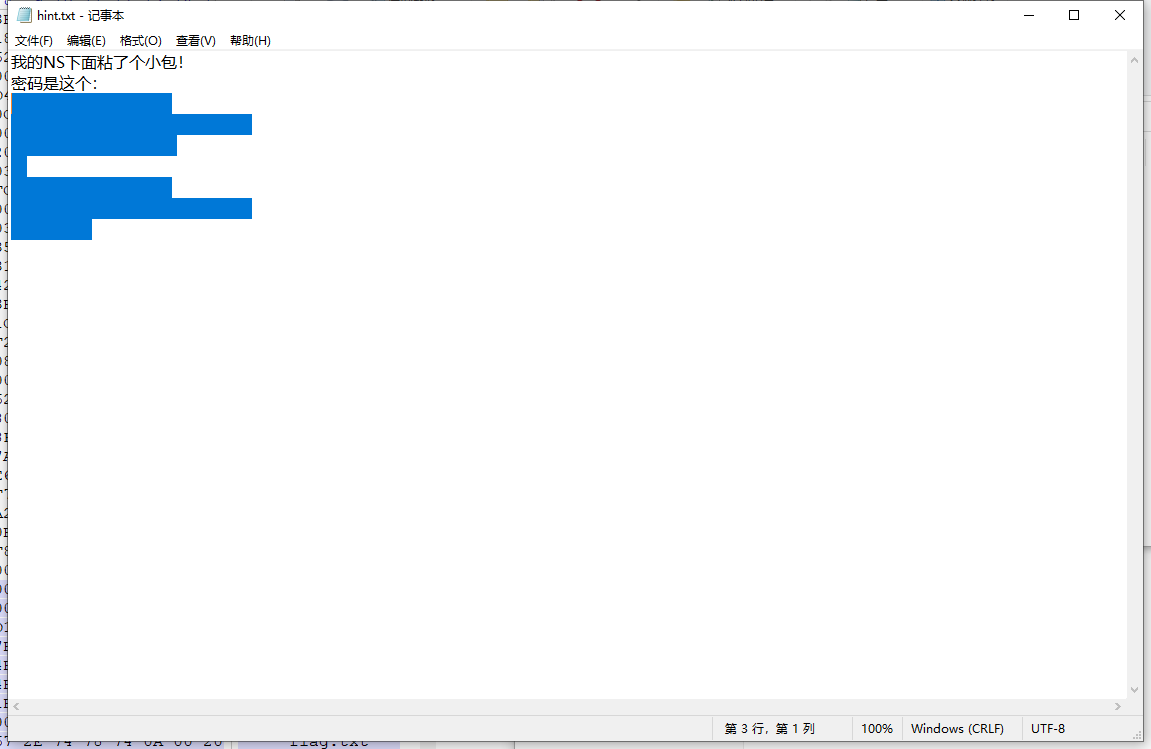 hint.txt - 记事本
文件(F) 编辑(E) 格式(O) 查看(V) 帮助(H)
我的NS下面粘了个小包!
密码是这个:
第 3 行，第 1 列 100% Windows (CRLF) UTF-8
57 2E 74 78 74 0A 00 20 flag.txt